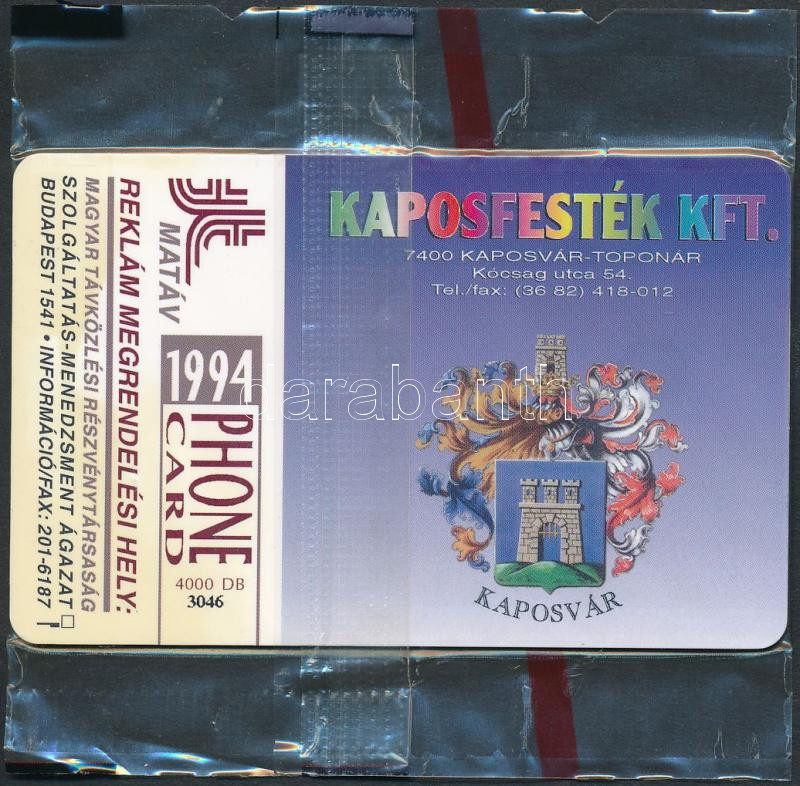 KAPOSFESTÉK KFT.
7400 KAPOSVÁR-TOPONÁR
Kócsag utca 54.
Tel./fax: (36 82) 418-012
KAPOSVÁR
MATÁV
1994
PHONE
CARD
4000 DB
3046
REKLÁM MEGRENDELÉSI HELY:
MAGYAR TÁVKÖZLÉSI RÉSZVÉNYTÁRSASÁG
SZOLGÁLTATÁS-MENEDZSMENT ÁGAZAT
BUDAPEST 1541 • INFORMÁCIÓ/FAX: 201-6187
darabanth